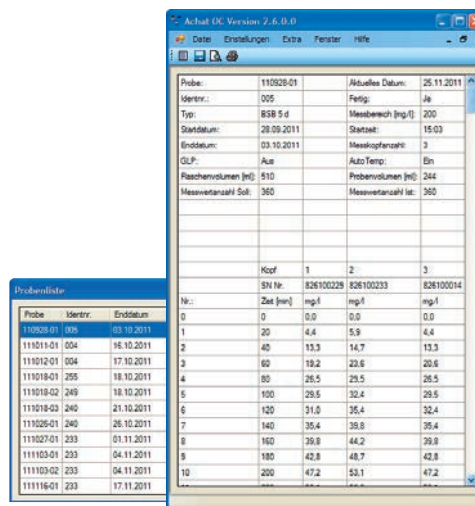 Achat OC Version 2.6.0.0
Datei Einstellungen Extra Fenster Hilfe
Probe: 110928-01 Aktuelles Datum: 25.11.2011
Identnr.: 005 Fertig: Ja
Typ: BSB 5 d Messbereich [mg/l]: 200
Startdatum: 28.09.2011 Startzeit: 15:03
Enddatum: 03.10.2011 Messkopfanzahl: 3
GLP: Aus AutoTemp: Ein
Flaschenvolumen [ml]: 510 Probenvolumen [ml]: 244
Messwertanzahl Soll: 360 Messwertanzahl Ist: 360
Kopf 1 2 3
SN Nr. 826100229 826100233 826100014
Nr.: Zeit [min] mg/l mg/l mg/l
0 0 0,0 0,0 0,0
1 20 4,4 5,9 4,4
2 40 13,3 14,7 13,3
3 60 19,2 23,6 20,6
4 80 26,5 29,5 26,5
5 100 29,5 32,4 29,5
6 120 31,0 35,4 32,4
7 140 35,4 39,8 35,4
8 160 39,8 44,2 39,8
9 180 42,8 48,7 42,8
10 200 47,2 53,1 47,2
Probenliste
Probe Identnr. Enddatum
110928-01 005 03.10.2011
111011-01 004 16.10.2011
111012-01 004 17.10.2011
111018-01 255 18.10.2011
111018-02 249 18.10.2011
111018-03 240 21.10.2011
111026-01 240 26.10.2011
111027-01 233 01.11.2011
111103-01 233 04.11.2011
111103-02 233 04.11.2011
111116-01 233 17.11.2011